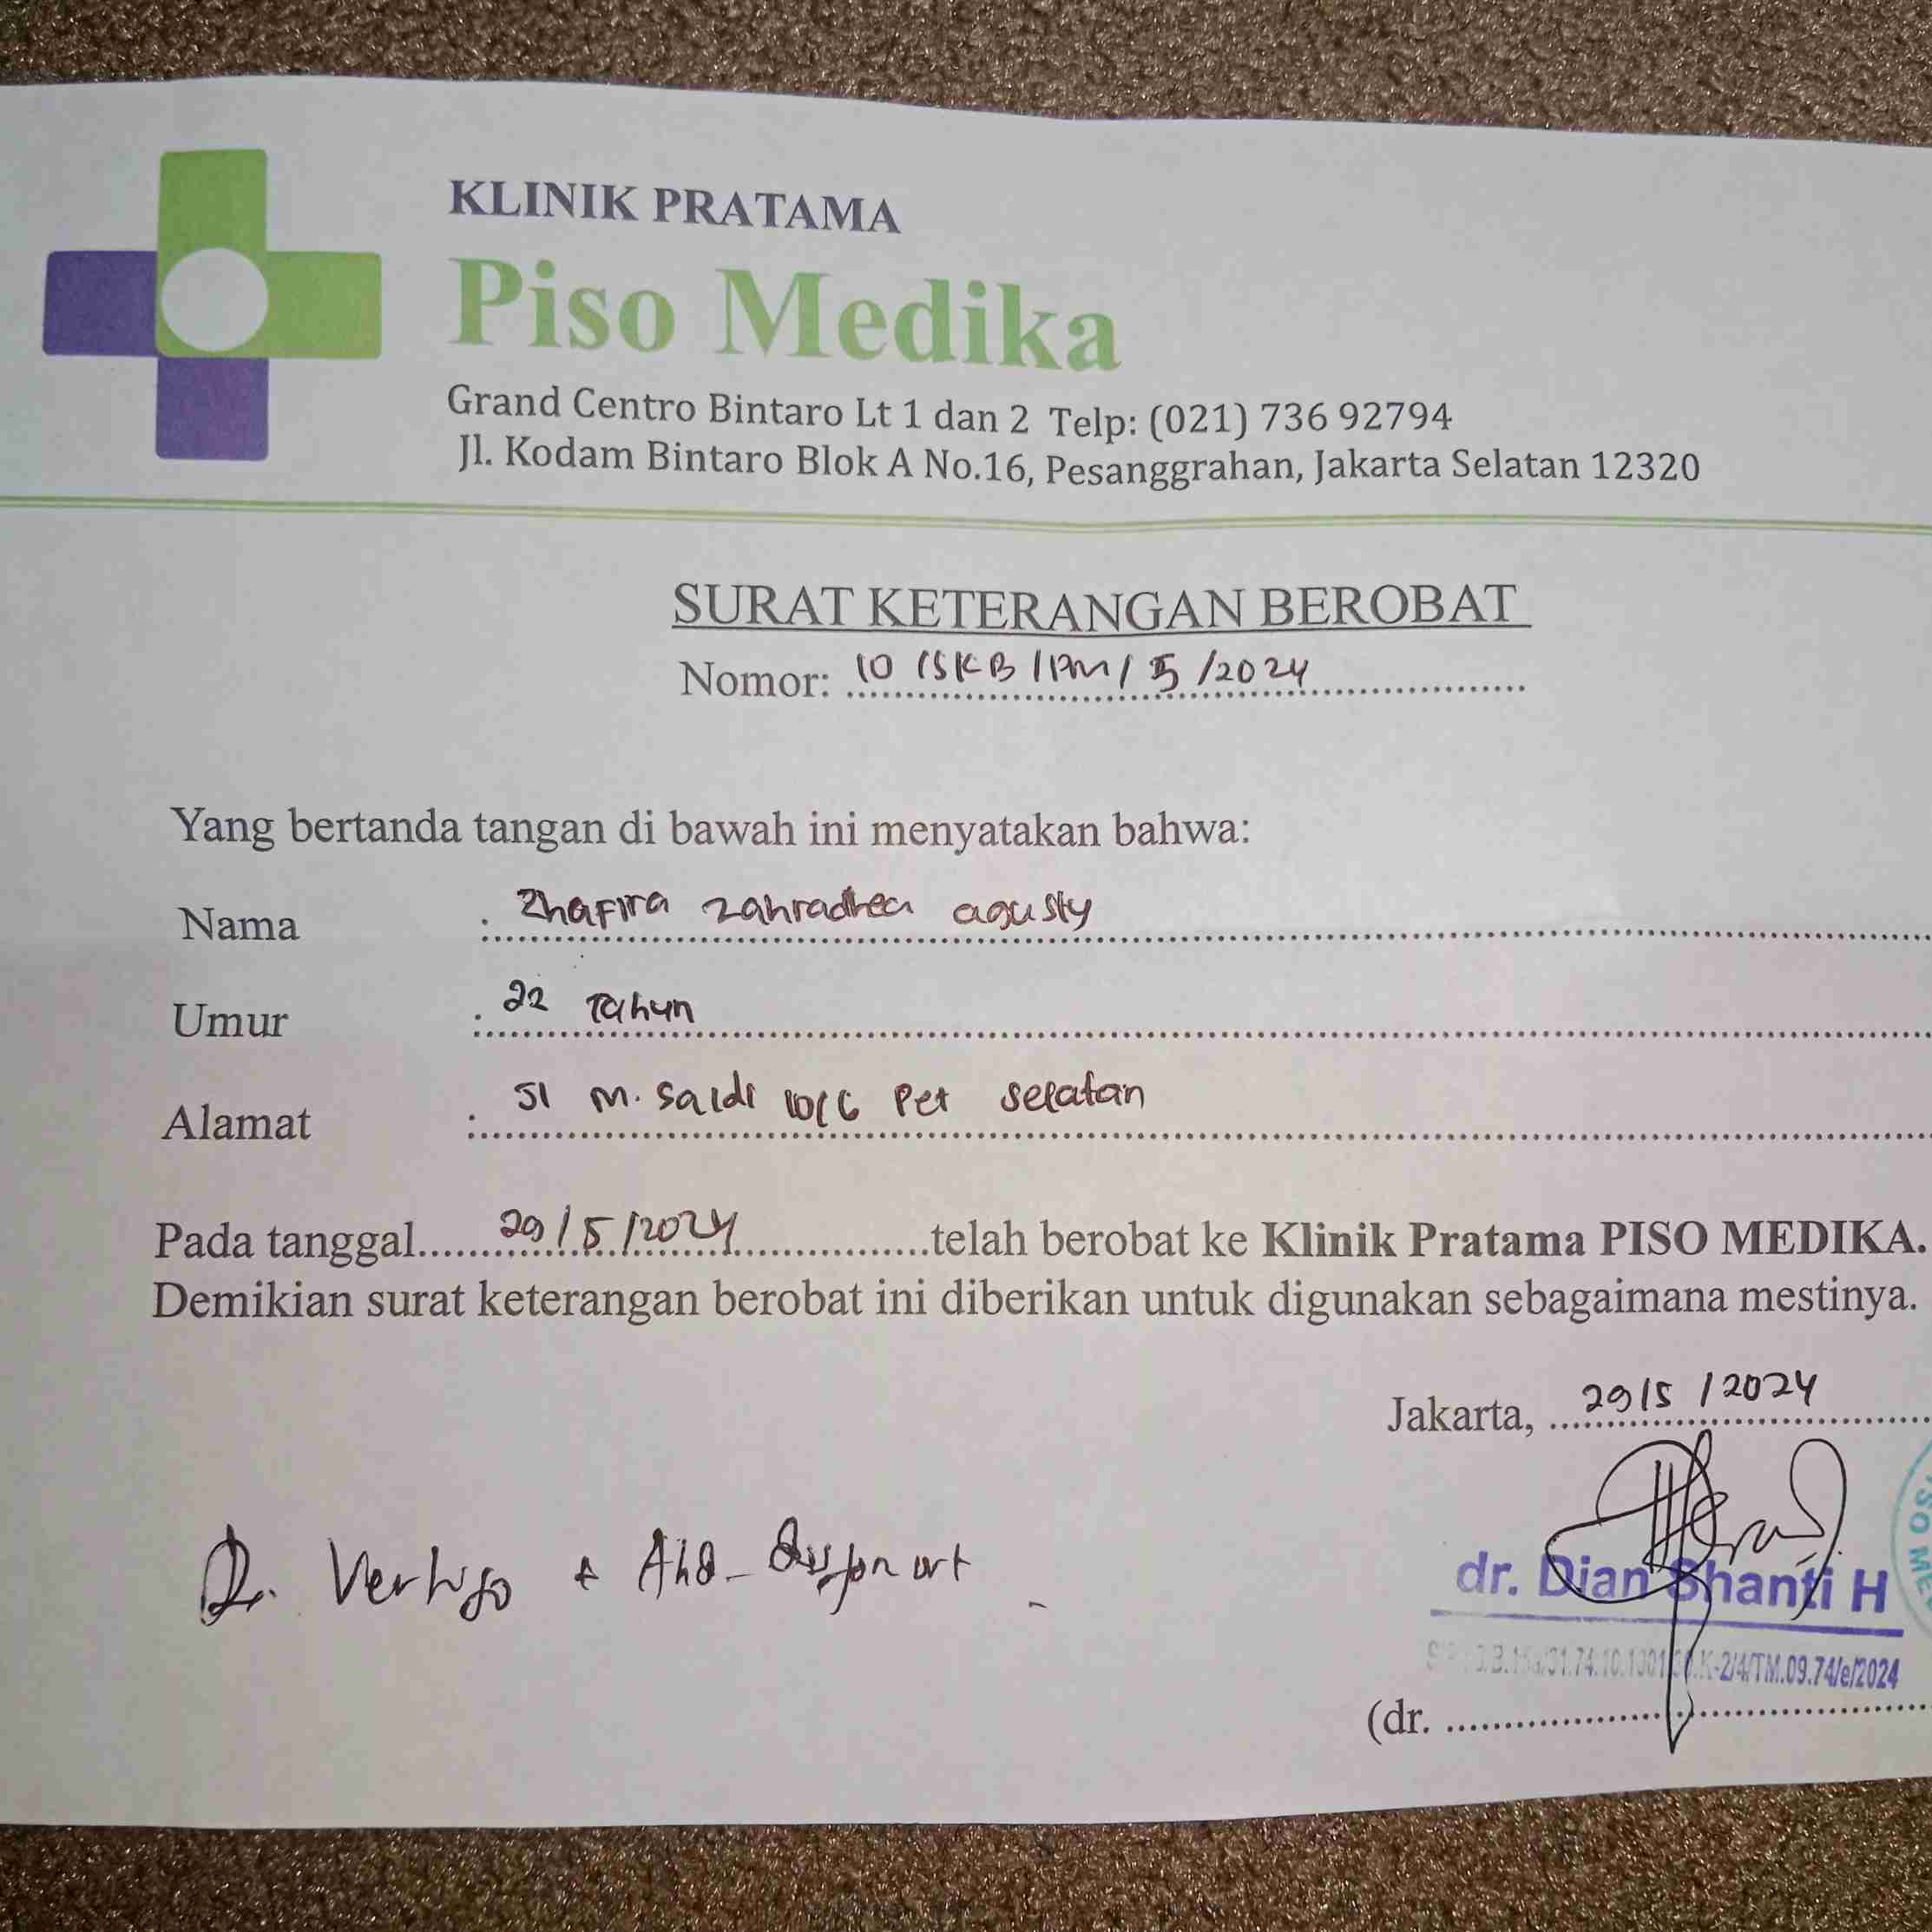 KLINIK PRATAMA
Piso Medika
Grand Centro Bintaro Lt 1 dan 2 Telp: (021) 736 92794
Jl. Kodam Bintaro Blok A No.16, Pesanggrahan, Jakarta Selatan 12320
SURAT KETERANGAN BEROBAT
Nomor: 10 /SKB/PM/ 5 /2024
Yang bertanda tangan di bawah ini menyatakan bahwa:
Nama : Zhafira zahradhea agusty
Umur : 22 Tahun
Alamat : Jl M. Saidi Pet selatan
Pada tanggal 29/5/2024 telah berobat ke Klinik Pratama PISO MEDIKA.
Demikian surat keterangan berobat ini diberikan untuk digunakan sebagaimana mestinya.
Jakarta, 29/5/2024
Vertigo
dr. Dian Shanti H
(dr.